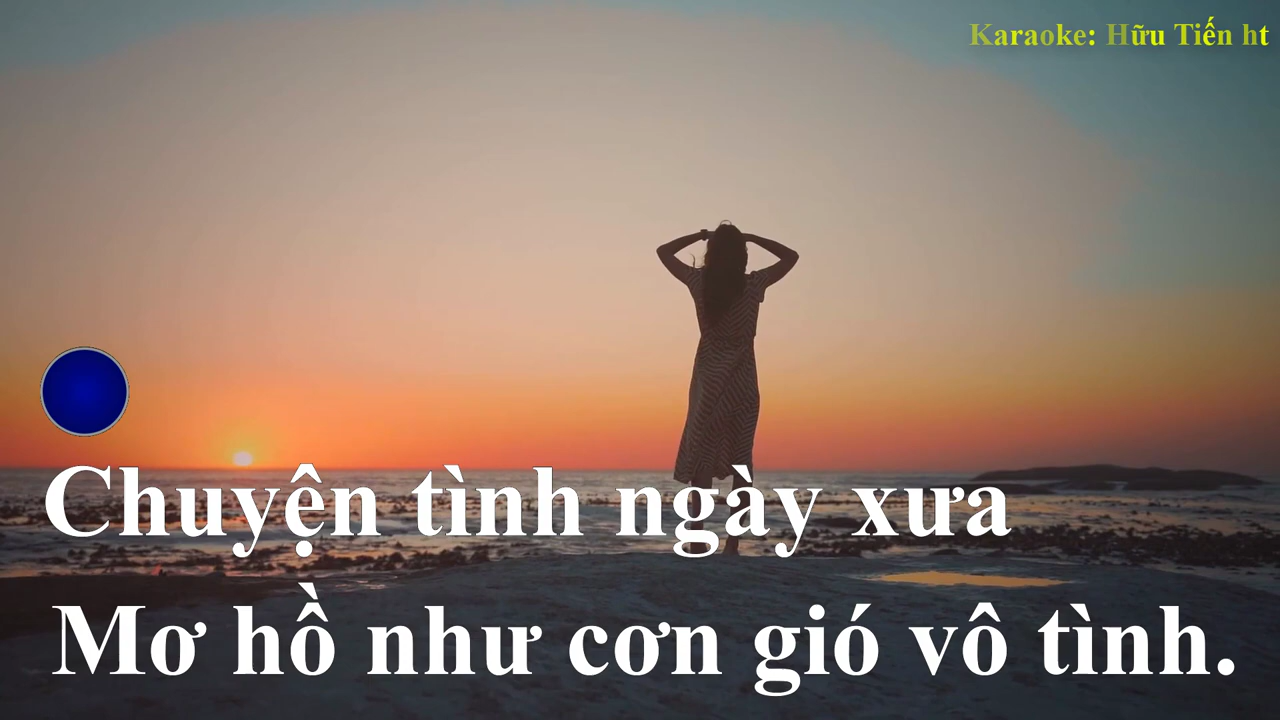 Karaoke: Hữu Tiến ht
Chuyện tình ngày xưa
Mơ hồ như cơn gió vô tình.